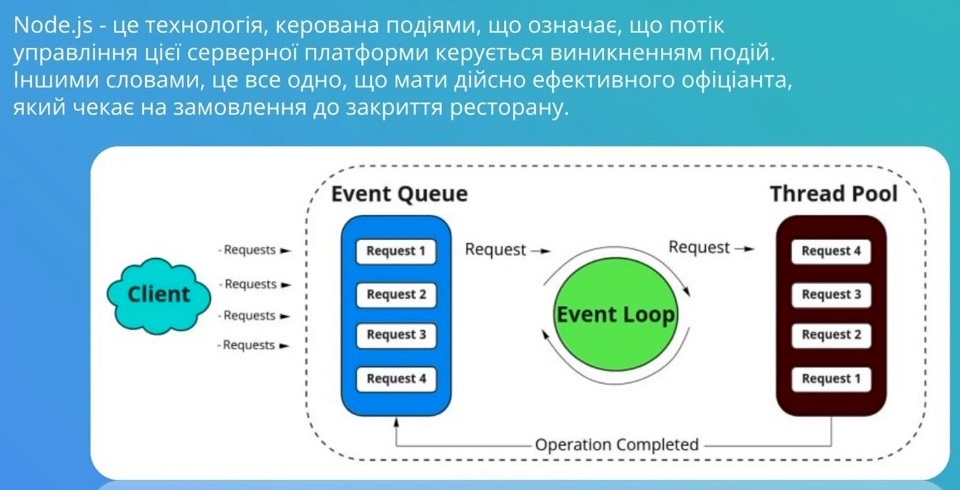 Node.js - це технологія, керована подіями, що означає, що потік
управління цієї серверної платформи керується виникненням подій.
Іншими словами, це все одно, що мати дійсно ефективного офіціанта,
який чекає на замовлення до закриття ресторану.
Event Queue
Thread Pool
Client
- Requests
- Requests
- Requests
- Requests
Request 1
Request 2
Request 3
Request 4
Request
Event Loop
Request
Request 4
Request 3
Request 2
Request 1
Operation Completed